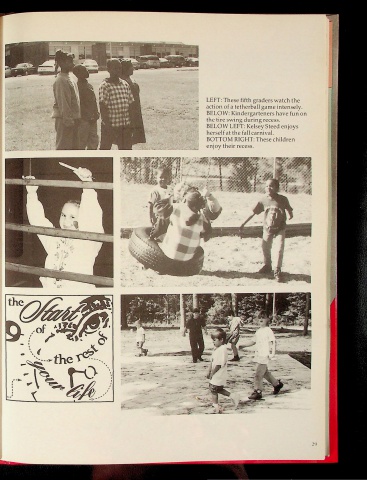 LEFT: These fifth graders watch the
action of a tetherball game intensely.
BELOW: Kindergarteners have fun on
the tire swing during recess.
BELOW LEFT: Kelsey Steed enjoys
herself at the fall carnival.
BOTTOM RIGHT: These children
enjoy their recess.
the Start
of
the rest of
your life
29